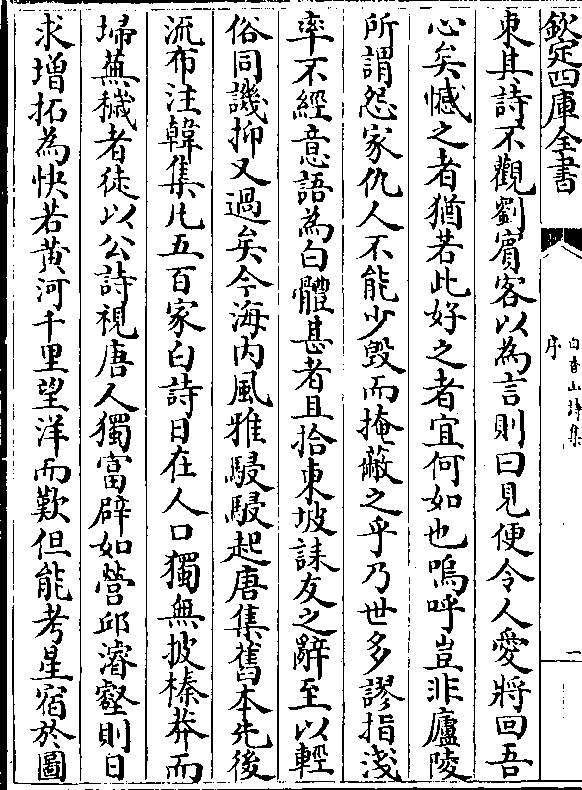 欽定四庫全書
白香山詩集
序
二
束其詩不觀劉賓客以為言則曰見便令人愛將回吾
心矣憾之者猶若此好之者宜何如也嗚呼豈非廬陵
所謂怨家仇人不能少毀而掩蔽之乎乃世多謬指淺
率不經意語為白體甚者且拾東坡誄友之辭至以輕
俗同譏抑又過矣今海内風雅駸駸起唐集舊本先後
流布注韓集凡五百家白詩日在人口獨無披榛莽而
埽蕪穢者徒以公詩視唐人獨富辟如營邱濬壑則日
求增拓為快若黄河千里望洋而歎但能考星宿於圖